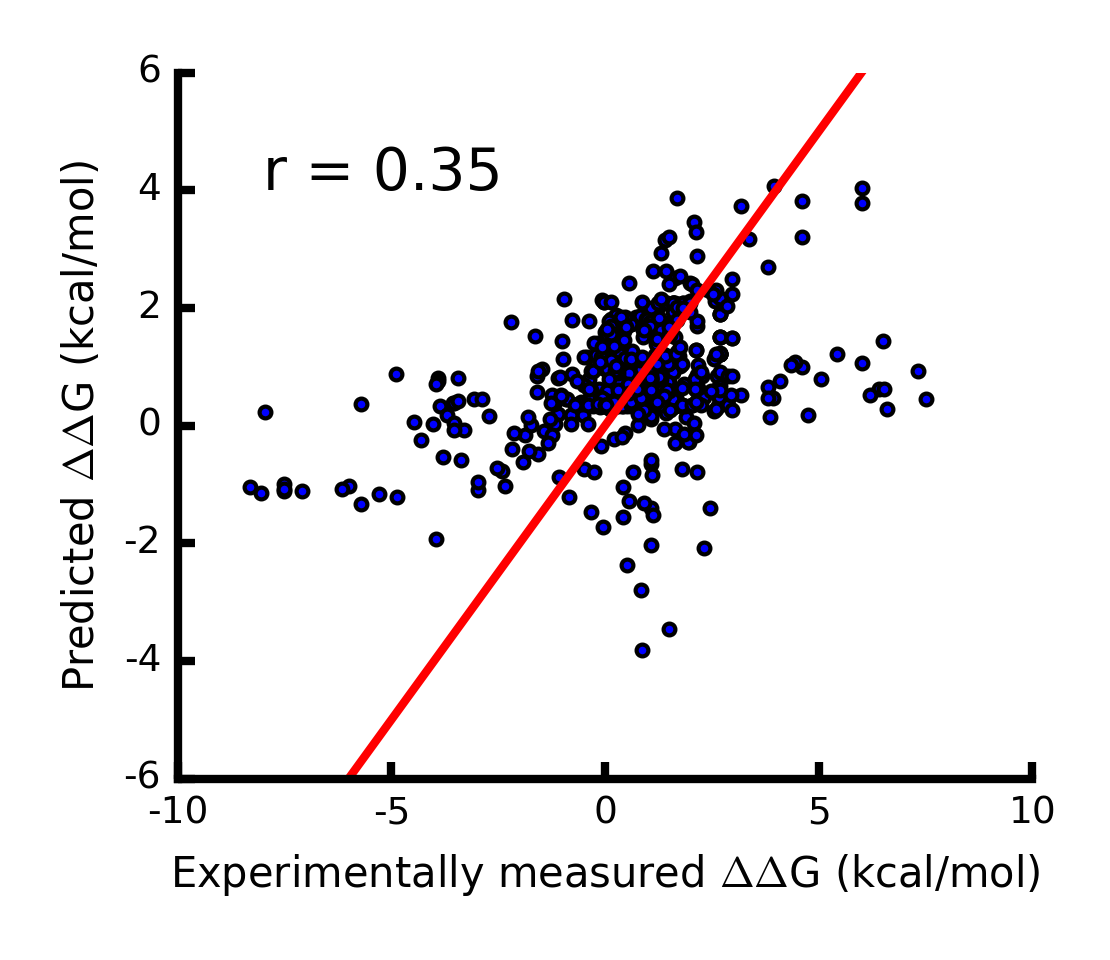 r = 0.35
6
4
2
0
-2
-4
-6
Predicted ΔΔG (kcal/mol)
-10 -5 0 5 10
Experimentally measured ΔΔG (kcal/mol)